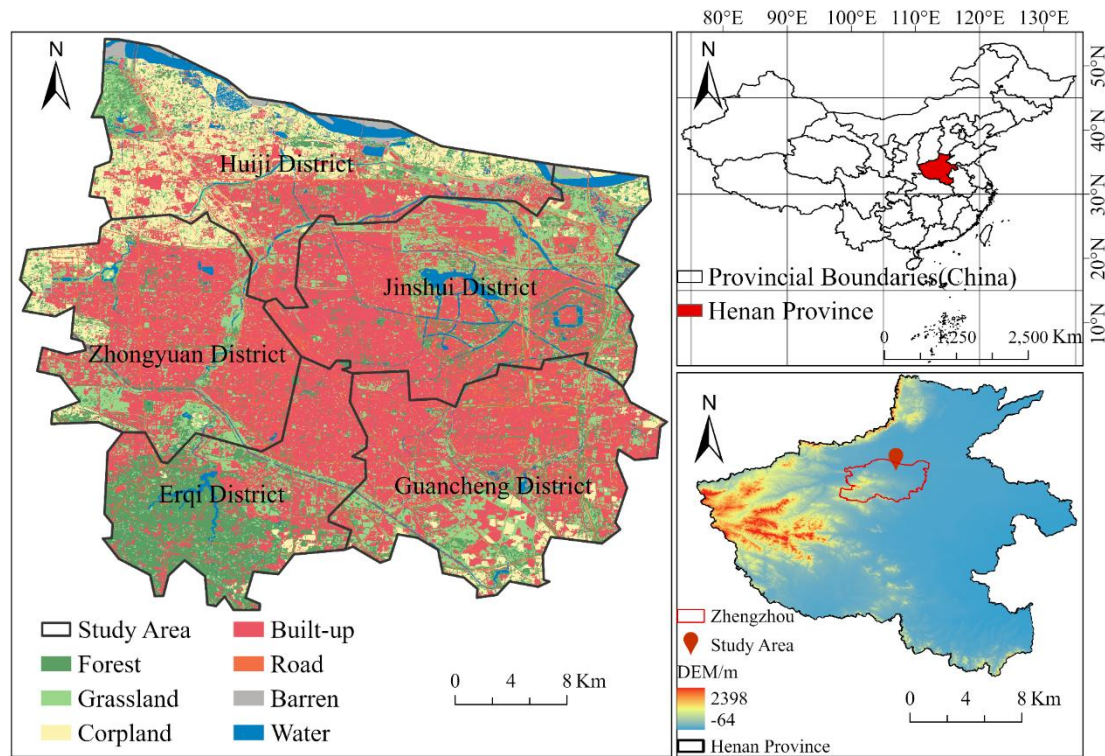 N
Huiji District
Jinshui District
Zhongyuan District
Erqi District
Guancheng District
Study Area
Built-up
Forest
Road
Grassland
Barren
Corpland
Water
0 4 8 Km
80°E 90°E 100°E 110°E 120°E 130°E
N
50°N
40°N
30°N
20°N
10°N
Provincial Boundaries(China)
Henan Province
0 1,250 2,500 Km
N
Zhengzhou
Study Area
DEM/m
2398
-64
0 4 8 Km
Henan Province